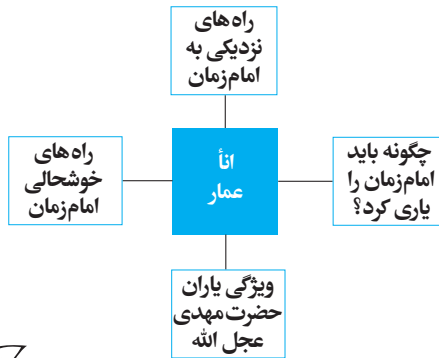 راه‌های
نزدیکی به
امام‌زمان
چگونه باید
امام‌زمان را
یاری کرد؟
اناْ
عمار
راه‌های
خوشحالی
امام‌زمان
ویژگی یاران
حضرت مهدی
عجل الله